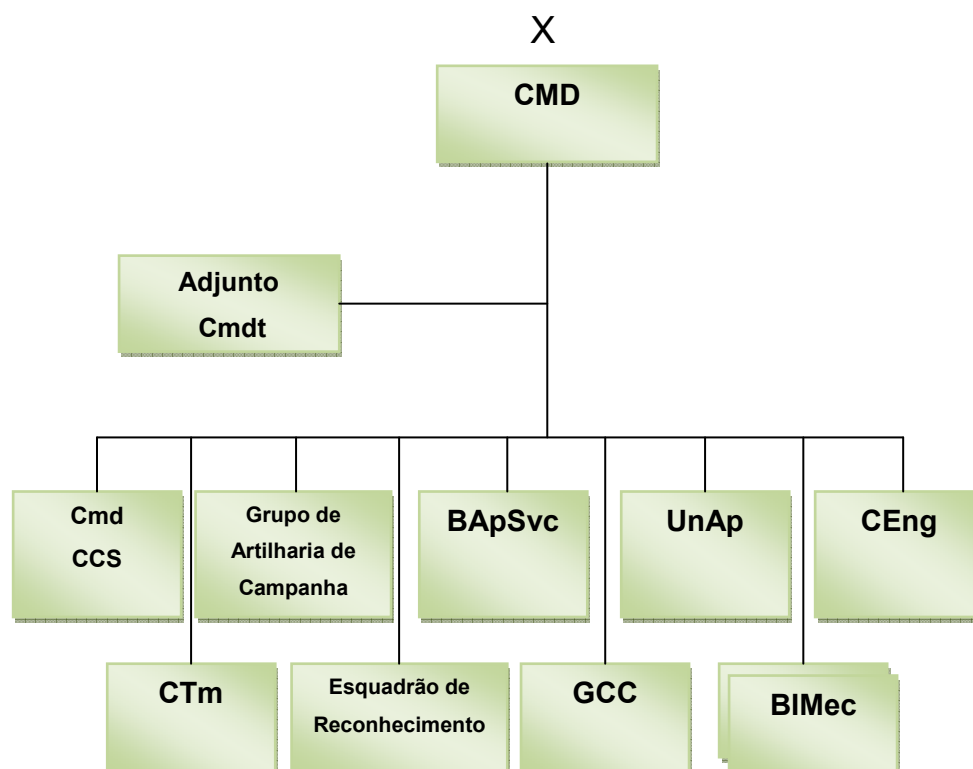 X
CMD
Adjunto
Cmdt
Cmd
CCS
Grupo de
Artilharia de
Campanha
BApSvc
UnAp
CEng
CTm
Esquadrão de
Reconhecimento
GCC
BIMec